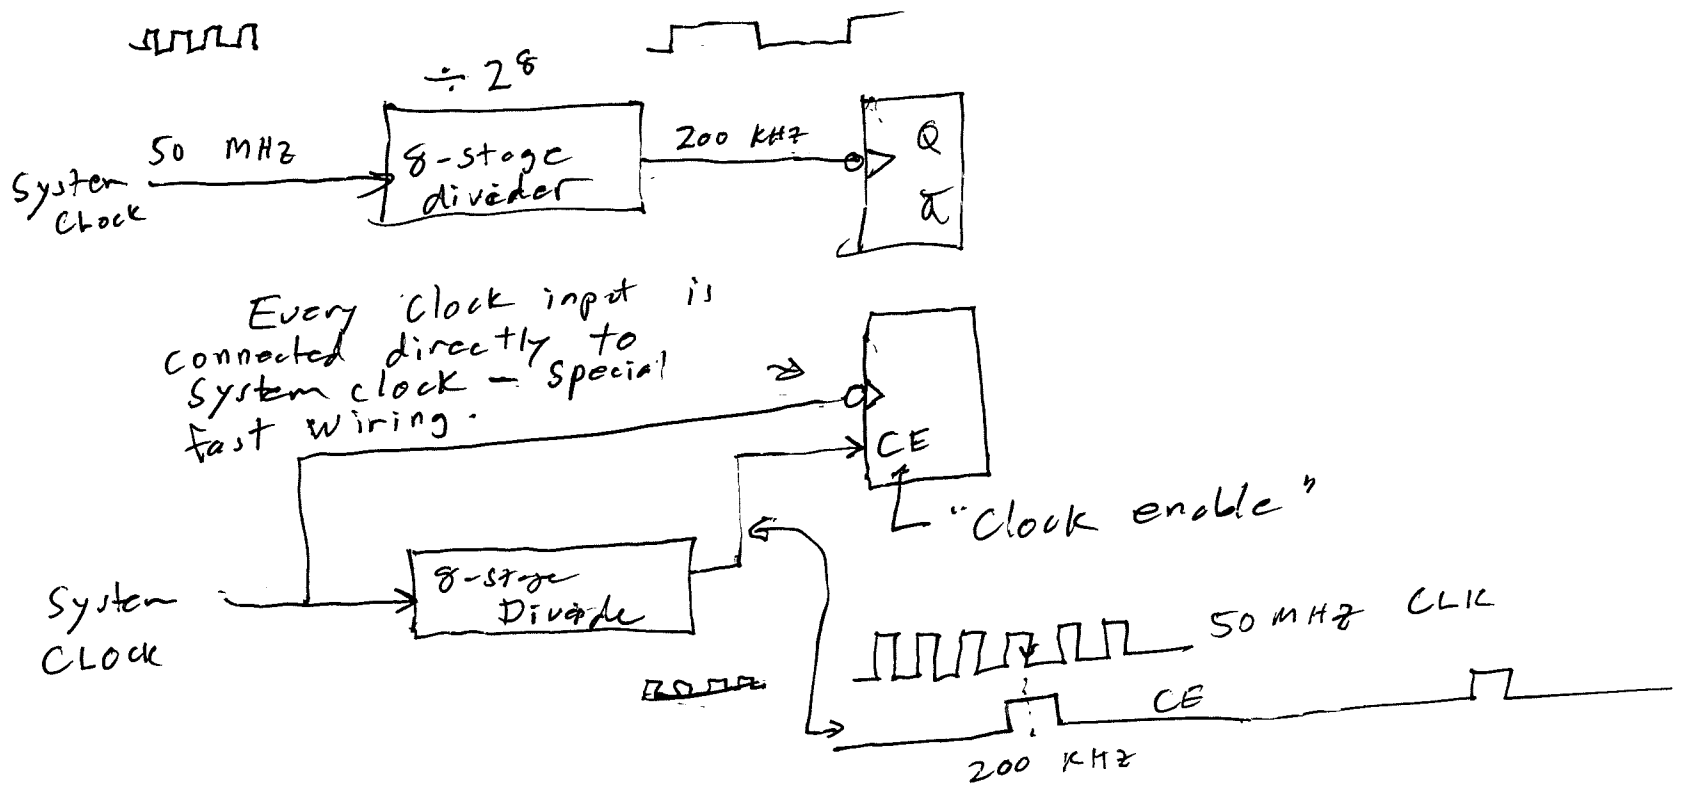 ÷ 2⁸
50 MHZ
200 KHZ
System
CLock
8-stage
divider
Q
Q̅
Every Clock input is
connected directly to
System clock - Special
fast wiring.
CE
"Clock enable"
System
CLOCK
8-stage
Divide
50 MHZ CLK
CE
200 KHZ